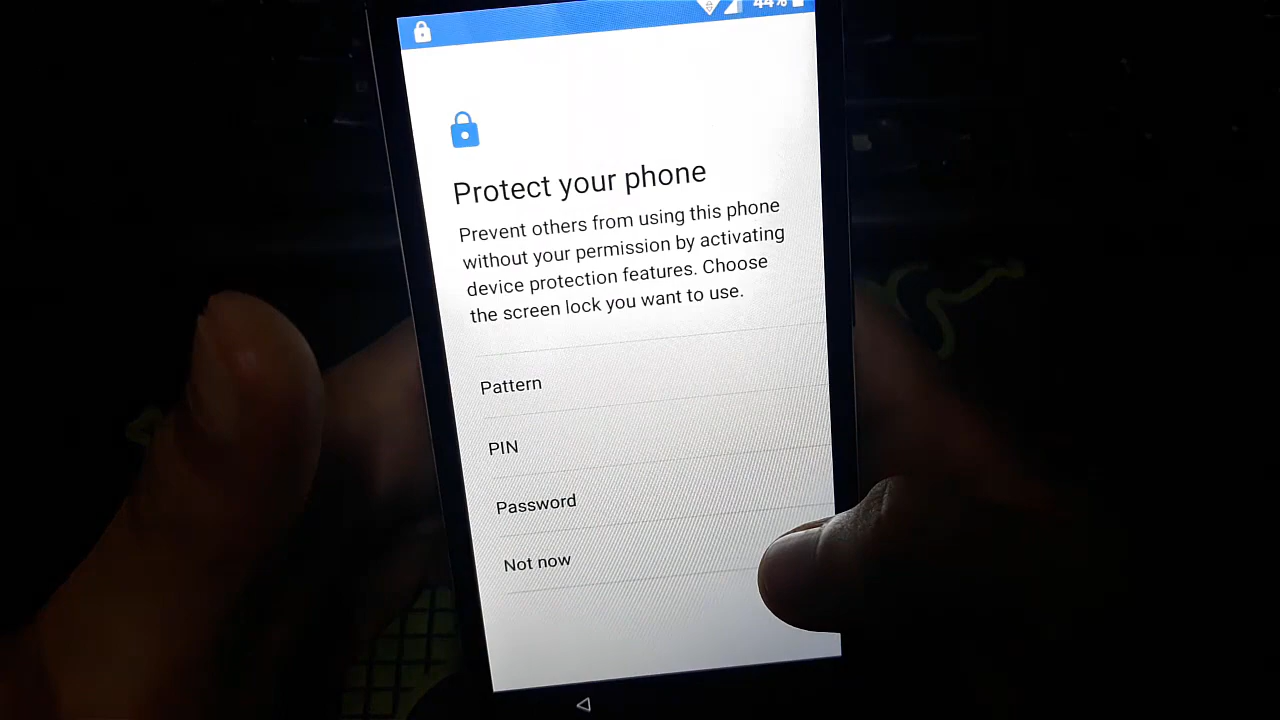 44%
Protect your phone
Prevent others from using this phone
without your permission by activating
device protection features. Choose
the screen lock you want to use.
Pattern
PIN
Password
Not now